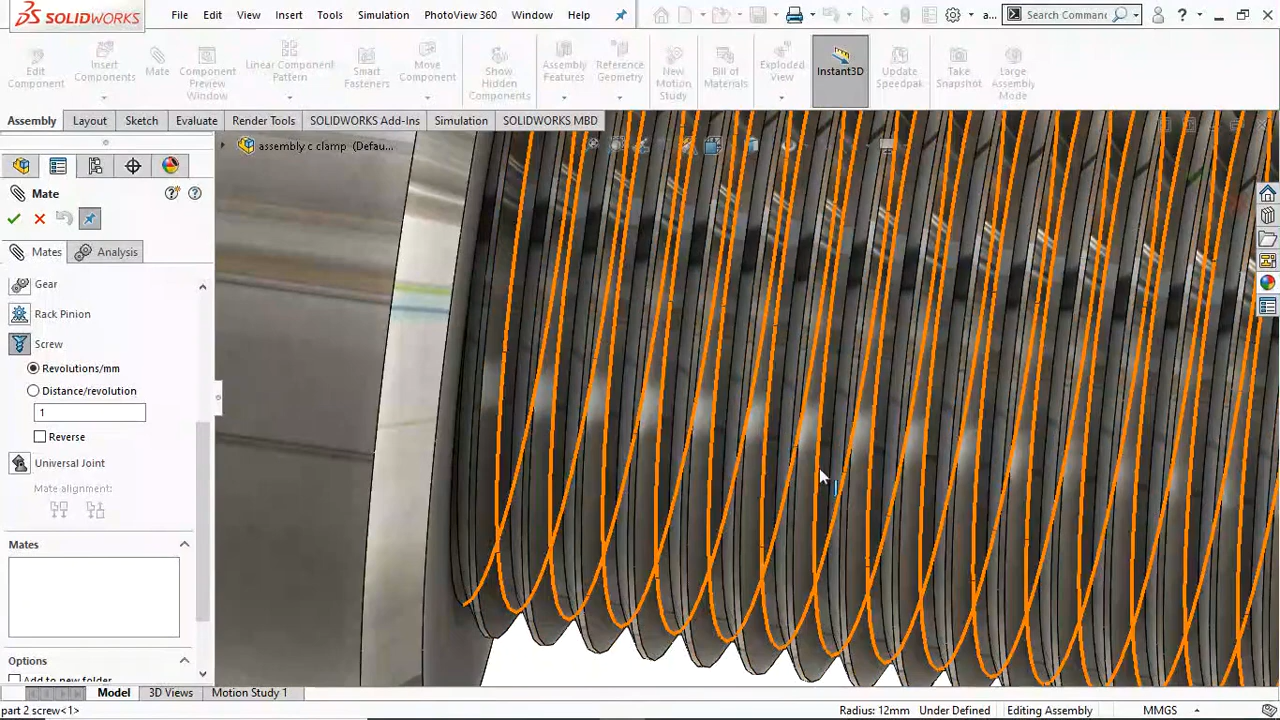 SOLIDWORKS File Edit View Insert Tools Simulation PhotoView 360 Window Help a... Search Comman ?
Edit Component
Insert Components
Mate
Component Preview Window
Linear Component Pattern
Smart Fasteners
Move Component
Show Hidden Components
Assembly Features
Reference Geometry
New Motion Study
Bill of Materials
Exploded View
Instant3D
Update Speedpak
Take Snapshot
Large Assembly Mode
Assembly Layout Sketch Evaluate Render Tools SOLIDWORKS Add-Ins Simulation SOLIDWORKS MBD
assembly c clamp (Defau...
Mate
Mates Analysis
Gear
Rack Pinion
Screw
Revolutions/mm
Distance/revolution
1
Reverse
Universal Joint
Mate alignment:
Mates
Options
Add to new folder
Model 3D Views Motion Study 1
part 2 screw<1> Radius: 12mm Under Defined Editing Assembly MMGS